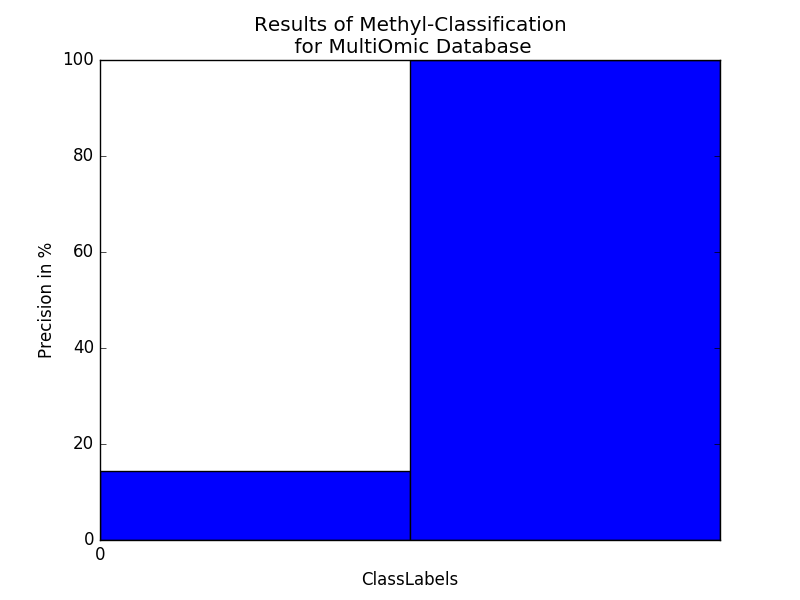 Results of Methyl-Classification
for MultiOmic Database
100
80
60
40
20
0
0
Precision in %
ClassLabels